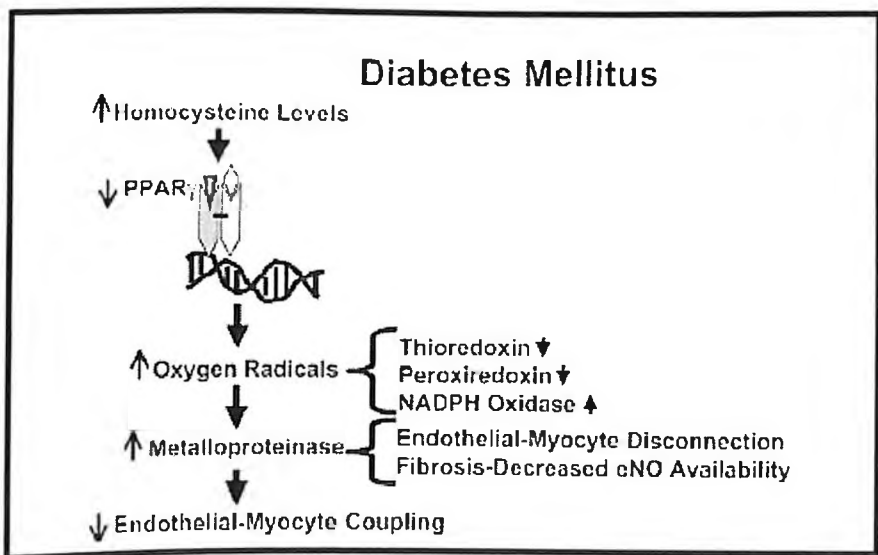 Diabetes Mellitus
↑Homocysteine Levels
↓ PPARγ
↑Oxygen Radicals
Thioredoxin ↓
Peroxiredoxin ↓
NADPH Oxidase ↑
↑ Metalloproteinase
Endothelial-Myocyte Disconnection
Fibrosis-Decreased eNO Availability
↓ Endothelial-Myocyte Coupling